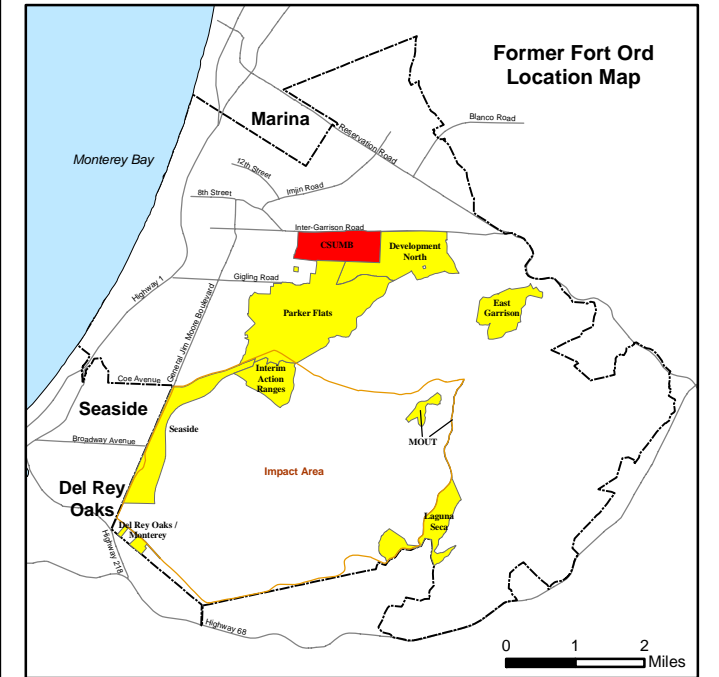 Former Fort Ord
Location Map
Marina
Blanco Road
Reservation Road
Monterey Bay
12th Street
Imjin Road
8th Street
Inter-Garrison Road
CSUMB
Development
North
Gigling Road
Highway 1
General Jim Moore Boulevard
East
Garrison
Parker Flats
Coe Avenue
Interim
Action
Ranges
Seaside
Seaside
Broadway Avenue
MOUT
Impact Area
Del Rey
Oaks
Laguna
Seca
Del Rey Oaks /
Monterey
Highway 218
Highway 68
0 1 2
Miles